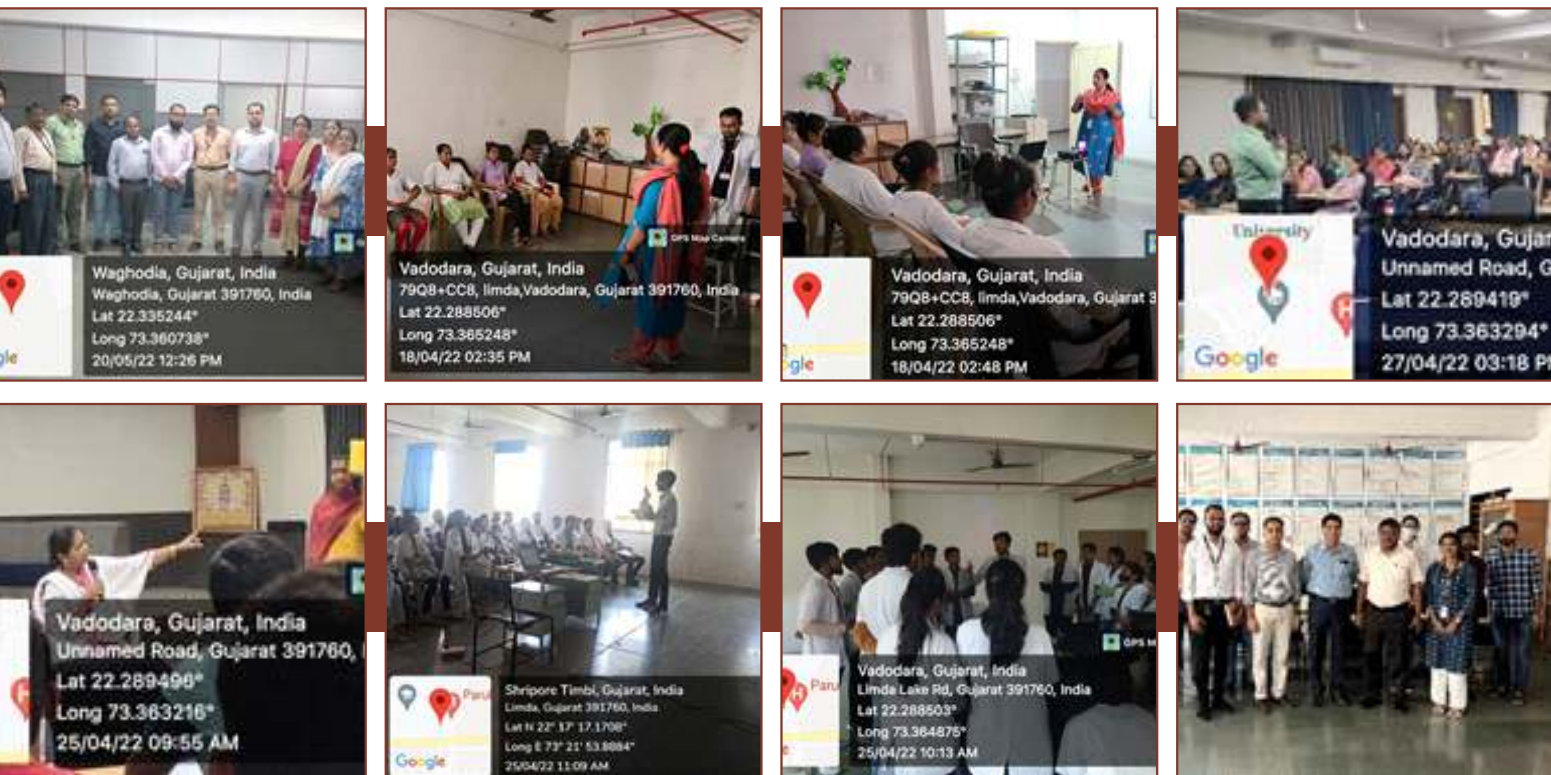 Waghodia, Gujarat, India
Waghodia, Gujarat 391760, India
Lat 22.335244°
Long 73.360738°
20/05/22 12:26 PM
gle
GPS Map Camera
Vadodara, Gujarat, India
79Q8+CC8, limda,Vadodara, Gujarat 391760, India
Lat 22.288506°
Long 73.365248°
18/04/22 02:35 PM
Vadodara, Gujarat, India
79Q8+CC8, limda,Vadodara, Gujarat 3
Lat 22.288506°
Long 73.365248°
18/04/22 02:48 PM
gle
University
H
Google
Vadodara, Gujar
Unnamed Road, G
Lat 22.289419°
Long 73.363294°
27/04/22 03:18 P
Vadodara, Gujarat, India
Unnamed Road, Gujarat 391760,
Lat 22.289496°
Long 73.363216°
25/04/22 09:55 AM
H
Paru
Google
Shripore Timbi, Gujarat, India
Limda, Gujarat 391760, India
Lat N 22° 17' 17.1708"
Long E 73° 21' 53.8884"
25/04/22 11:09 AM
GPS M
Paru
H
Vadodara, Gujarat, India
Limda Lake Rd, Gujarat 391760, India
Lat 22.288503°
Long 73.364875°
25/04/22 10:13 AM